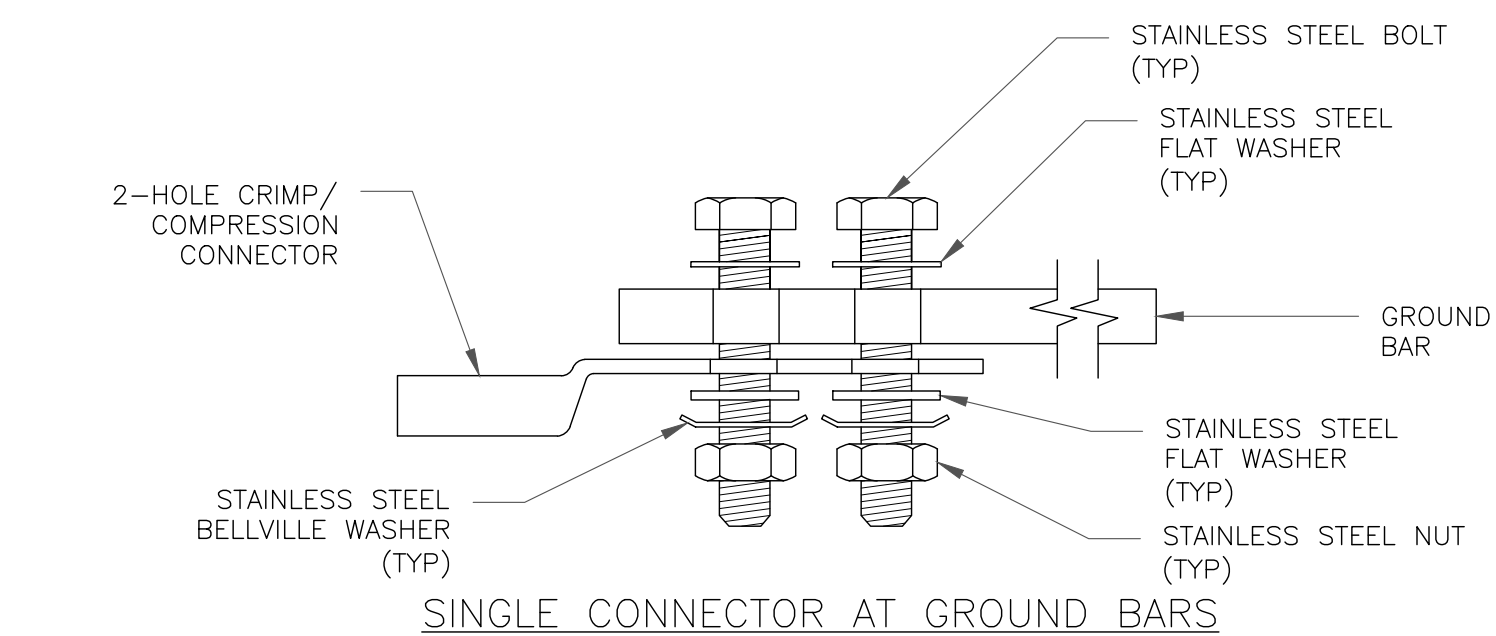 STAINLESS STEEL BOLT
(TYP)
STAINLESS STEEL
FLAT WASHER
(TYP)
2-HOLE CRIMP/
COMPRESSION
CONNECTOR
GROUND
BAR
STAINLESS STEEL
FLAT WASHER
(TYP)
STAINLESS STEEL
BELLVILLE WASHER
(TYP)
STAINLESS STEEL NUT
(TYP)
SINGLE CONNECTOR AT GROUND BARS